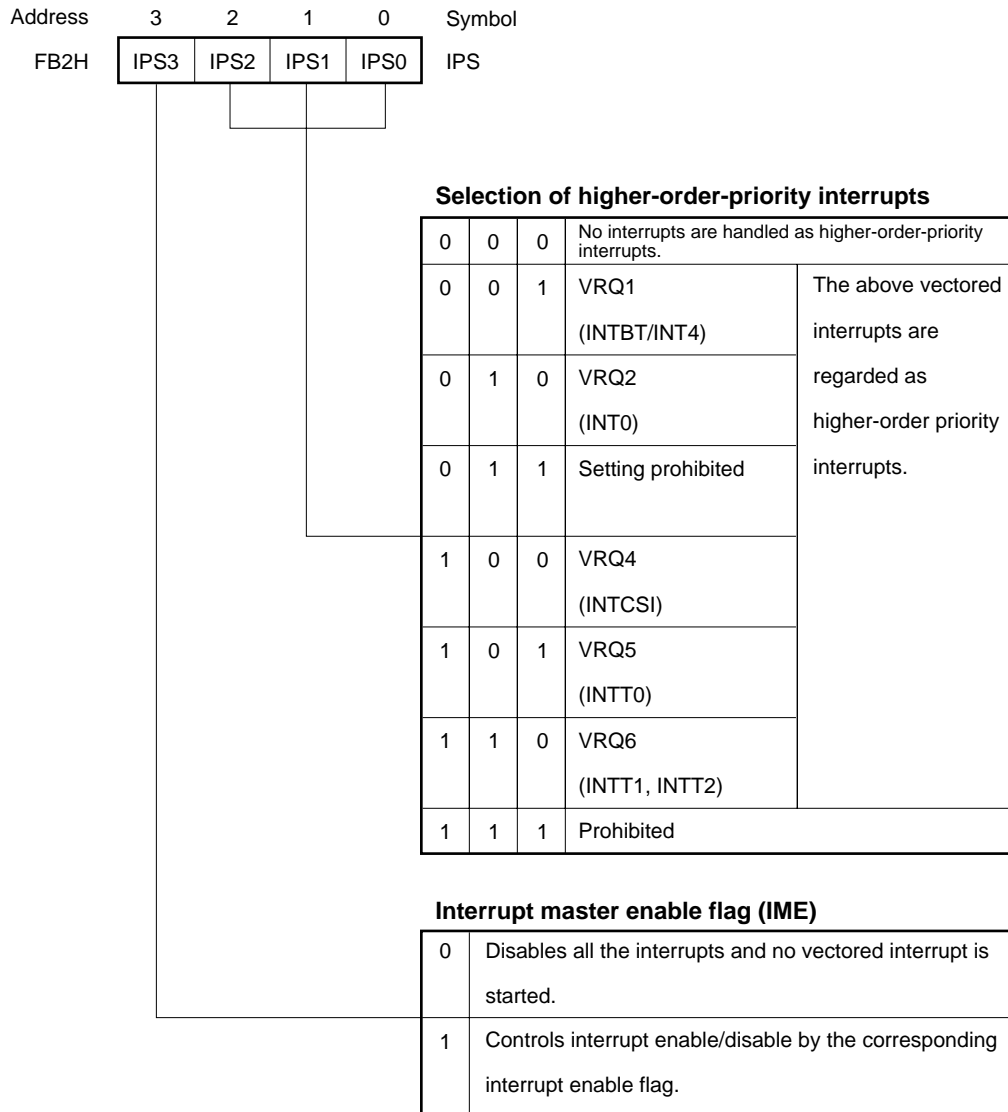 Address 3 2 1 0 Symbol
FB2H IPS3 IPS2 IPS1 IPS0 IPS
Selection of higher-order-priority interrupts
0 0 0 No interrupts are handled as higher-order-priority
interrupts.
0 0 1 VRQ1
(INTBT/INT4)
0 1 0 VRQ2
(INT0)
0 1 1 Setting prohibited
1 0 0 VRQ4
(INTCSI)
1 0 1 VRQ5
(INTT0)
1 1 0 VRQ6
(INTT1, INTT2)
The above vectored
interrupts are
regarded as
higher-order priority
interrupts.
1 1 1 Prohibited
Interrupt master enable flag (IME)
0 Disables all the interrupts and no vectored interrupt is
started.
1 Controls interrupt enable/disable by the corresponding
interrupt enable flag.